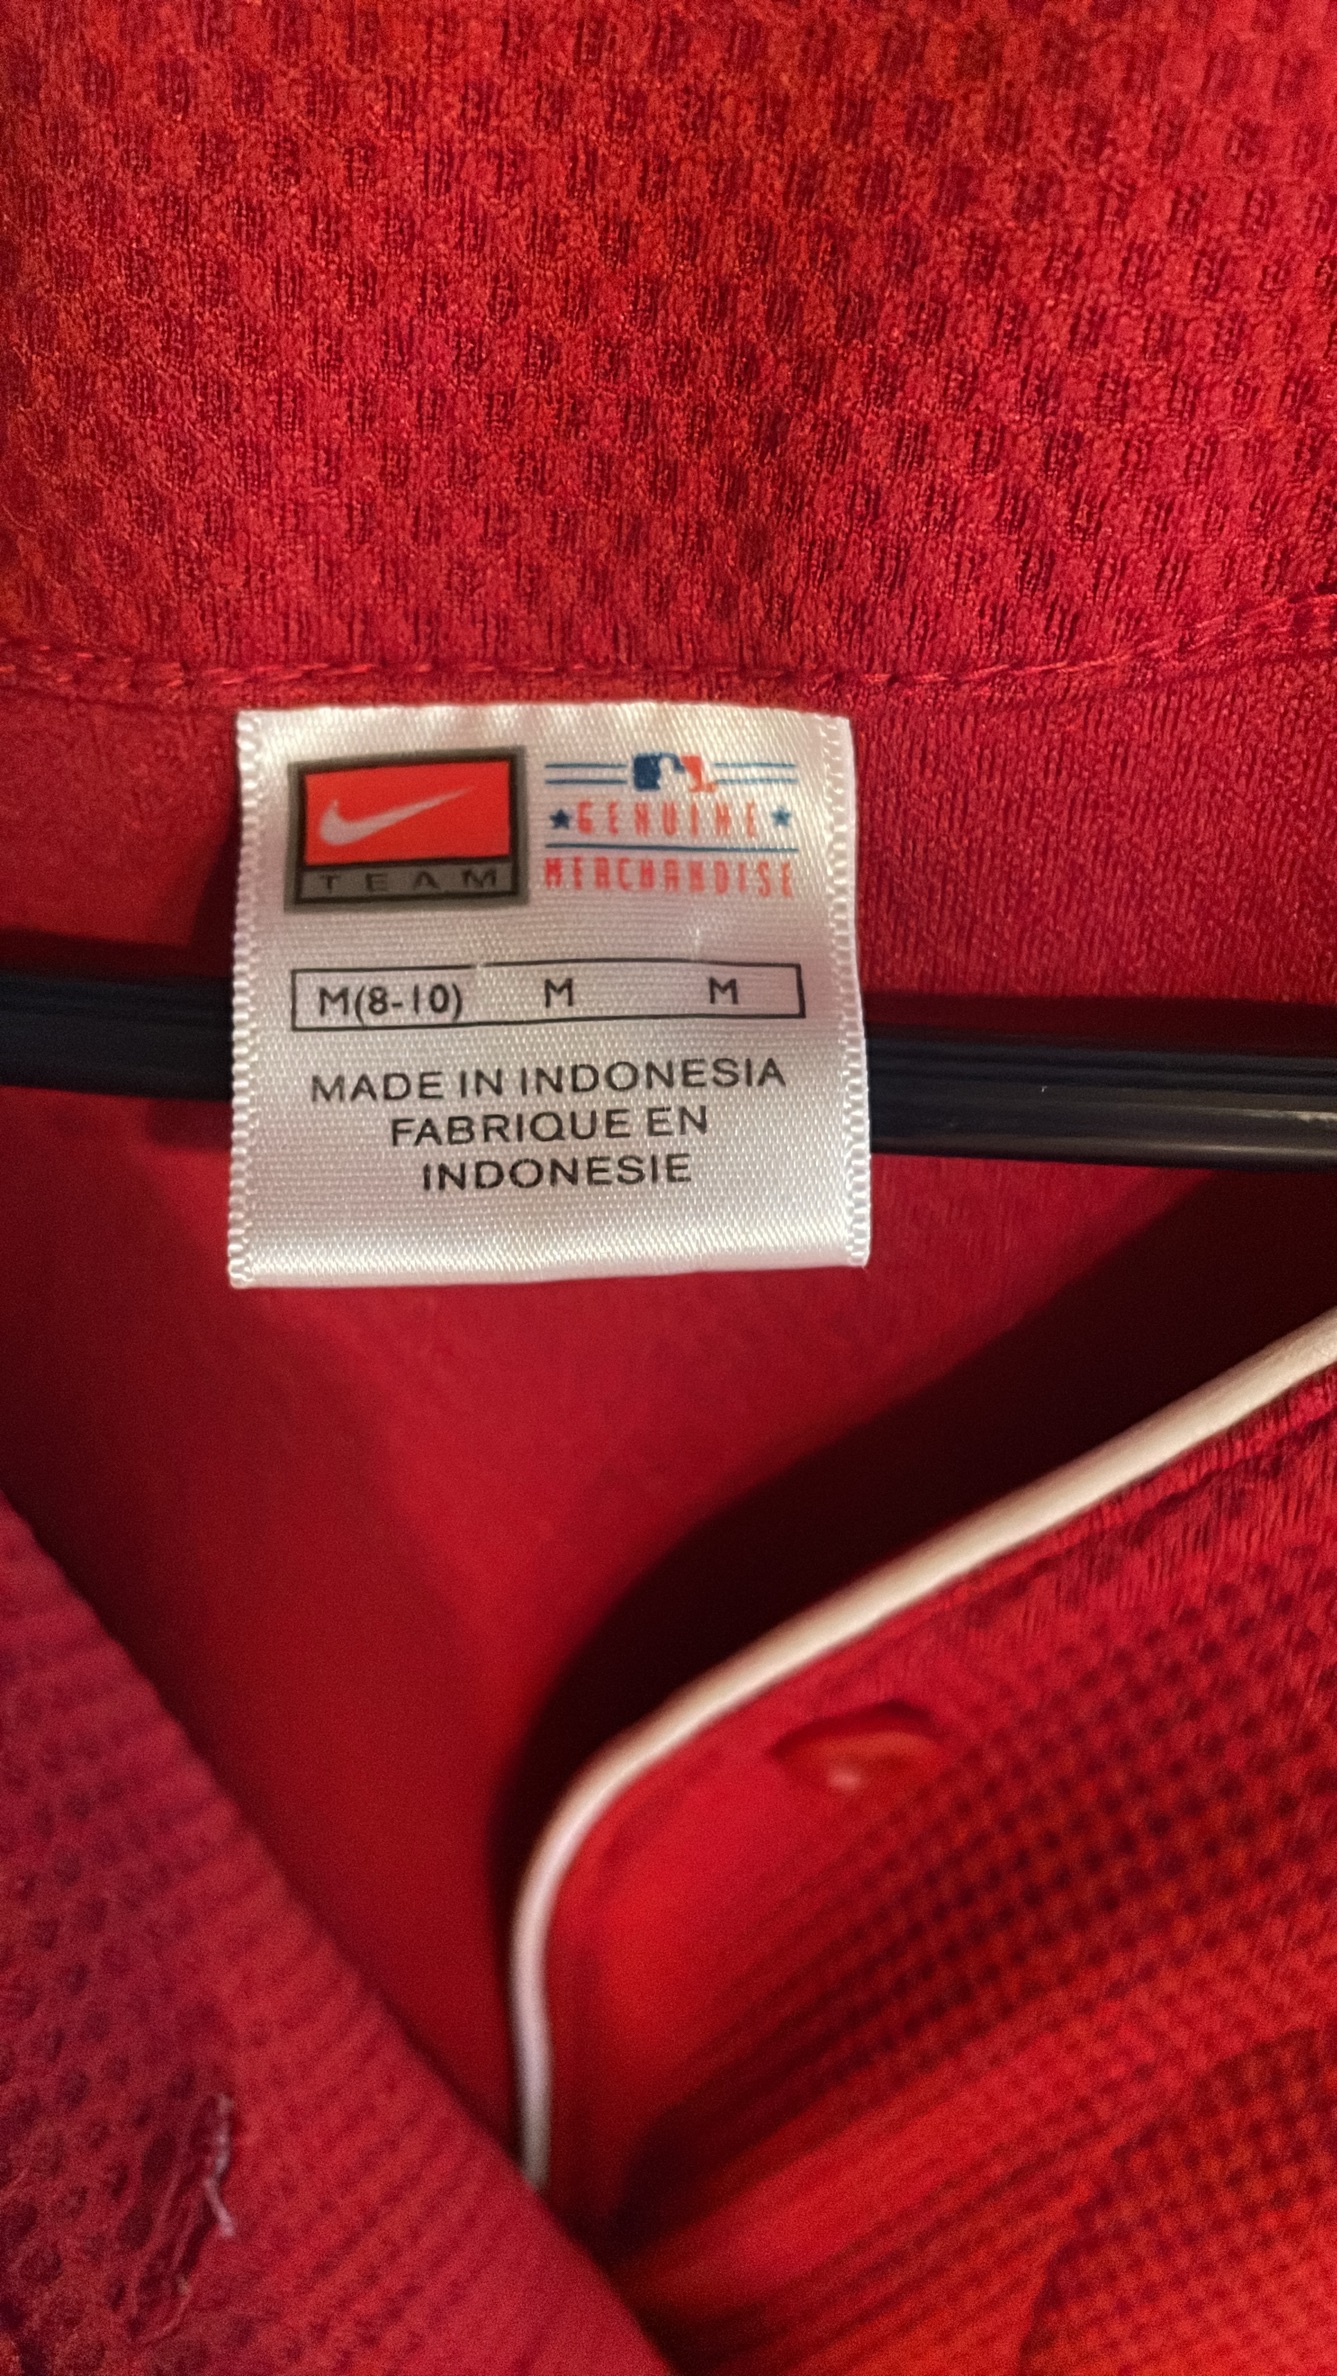 TEAM
GENUINE
MERCHANDISE
M(8-10) M M
MADE IN INDONESIA
FABRIQUE EN
INDONESIE